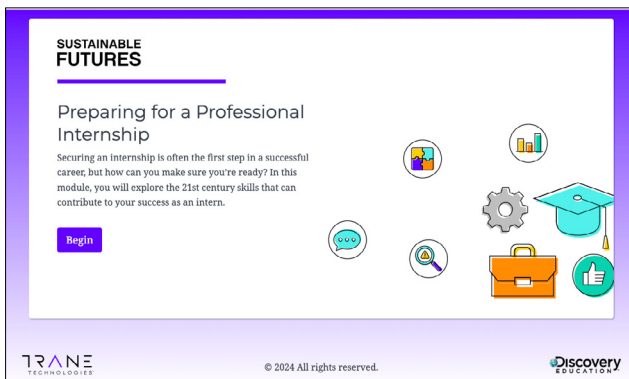 SUSTAINABLE
FUTURES
Preparing for a Professional
Internship
Securing an internship is often the first step in a successful
career, but how can you make sure you're ready? In this
module, you will explore the 21st century skills that can
contribute to your success as an intern.
Begin
TRANE
TECHNOLOGIES
© 2024 All rights reserved.
Discovery
EDUCATION